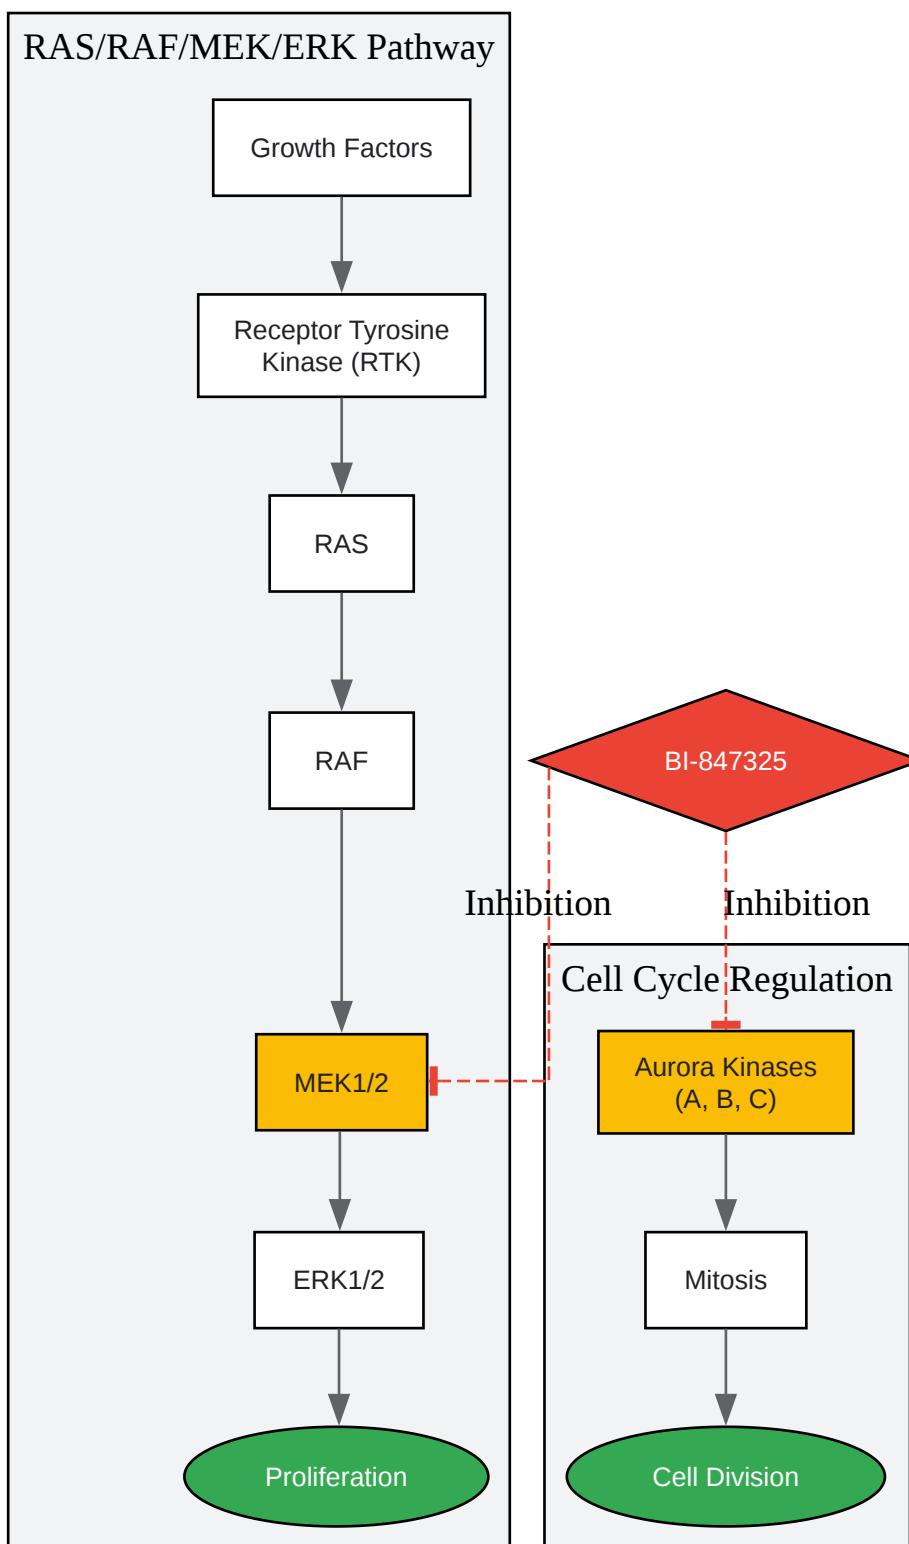 RAS/RAF/MEK/ERK Pathway
Growth Factors
Receptor Tyrosine
Kinase (RTK)
RAS
RAF
BI-847325
Inhibition
Inhibition
Cell Cycle Regulation
MEK1/2
Aurora Kinases
(A, B, C)
ERK1/2
Mitosis
Proliferation
Cell Division